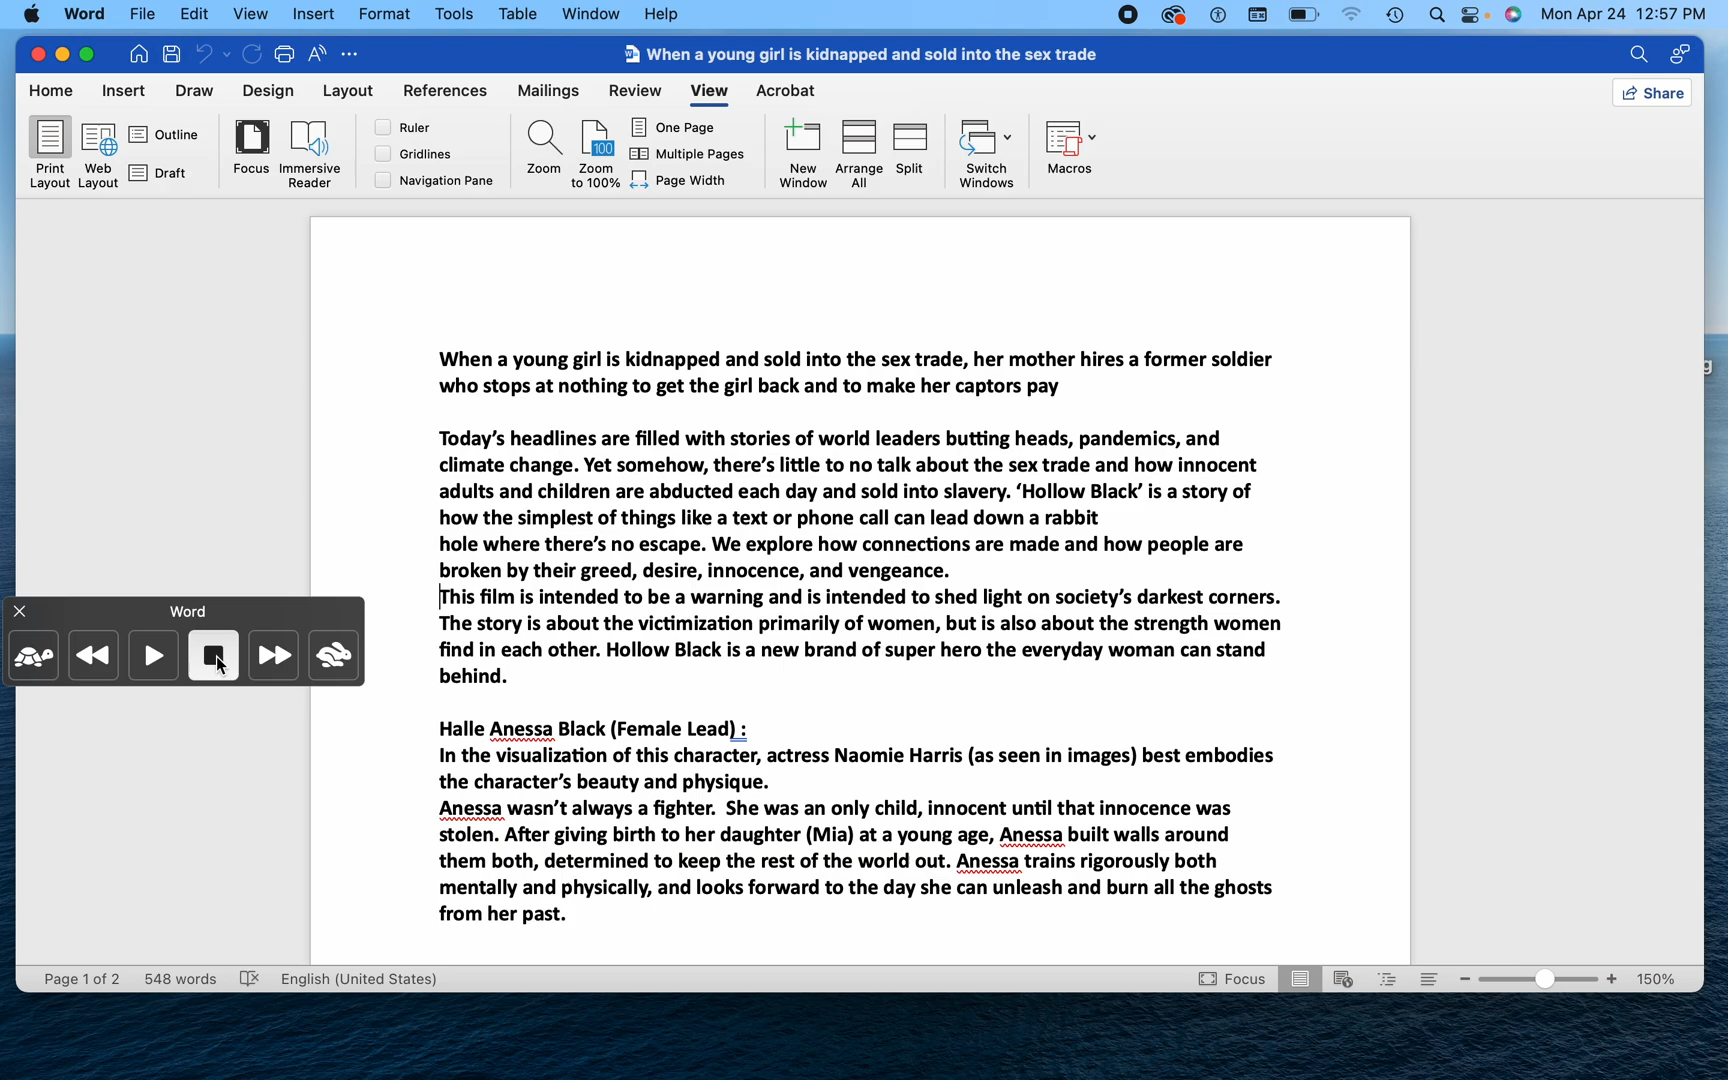 Word File Edit View Insert Format Tools Table Window Help Mon Apr 24 12:57 PM
When a young girl is kidnapped and sold into the sex trade
Home Insert Draw Design Layout References Mailings Review View Acrobat Share
Print Layout
Web Layout
Outline
Draft
Focus
Immersive Reader
Ruler
Gridlines
Navigation Pane
Zoom
100
Zoom to 100%
One Page
Multiple Pages
Page Width
New Window
Arrange All
Split
Switch Windows
Macros
When a young girl is kidnapped and sold into the sex trade, her mother hires a former soldier
who stops at nothing to get the girl back and to make her captors pay
Today’s headlines are filled with stories of world leaders butting heads, pandemics, and
climate change. Yet somehow, there’s little to no talk about the sex trade and how innocent
adults and children are abducted each day and sold into slavery. ‘Hollow Black’ is a story of
how the simplest of things like a text or phone call can lead down a rabbit
hole where there’s no escape. We explore how connections are made and how people are
broken by their greed, desire, innocence, and vengeance.
This film is intended to be a warning and is intended to shed light on society’s darkest corners.
The story is about the victimization primarily of women, but is also about the strength women
find in each other. Hollow Black is a new brand of super hero the everyday woman can stand
behind.
Halle Anessa Black (Female Lead) :
In the visualization of this character, actress Naomie Harris (as seen in images) best embodies
the character’s beauty and physique.
Anessa wasn’t always a fighter.  She was an only child, innocent until that innocence was
stolen. After giving birth to her daughter (Mia) at a young age, Anessa built walls around
them both, determined to keep the rest of the world out. Anessa trains rigorously both
mentally and physically, and looks forward to the day she can unleash and burn all the ghosts
from her past.
Word
g
Page 1 of 2 548 words English (United States) Focus 150%